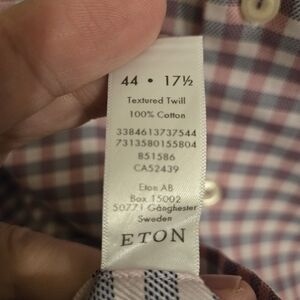 44 • 17½
Textured Twill
100% Cotton
3384613737544
7313580155804
851586
CA52439
Eton AB
Box 15002
50771 Gånghester
Sweden
ETON